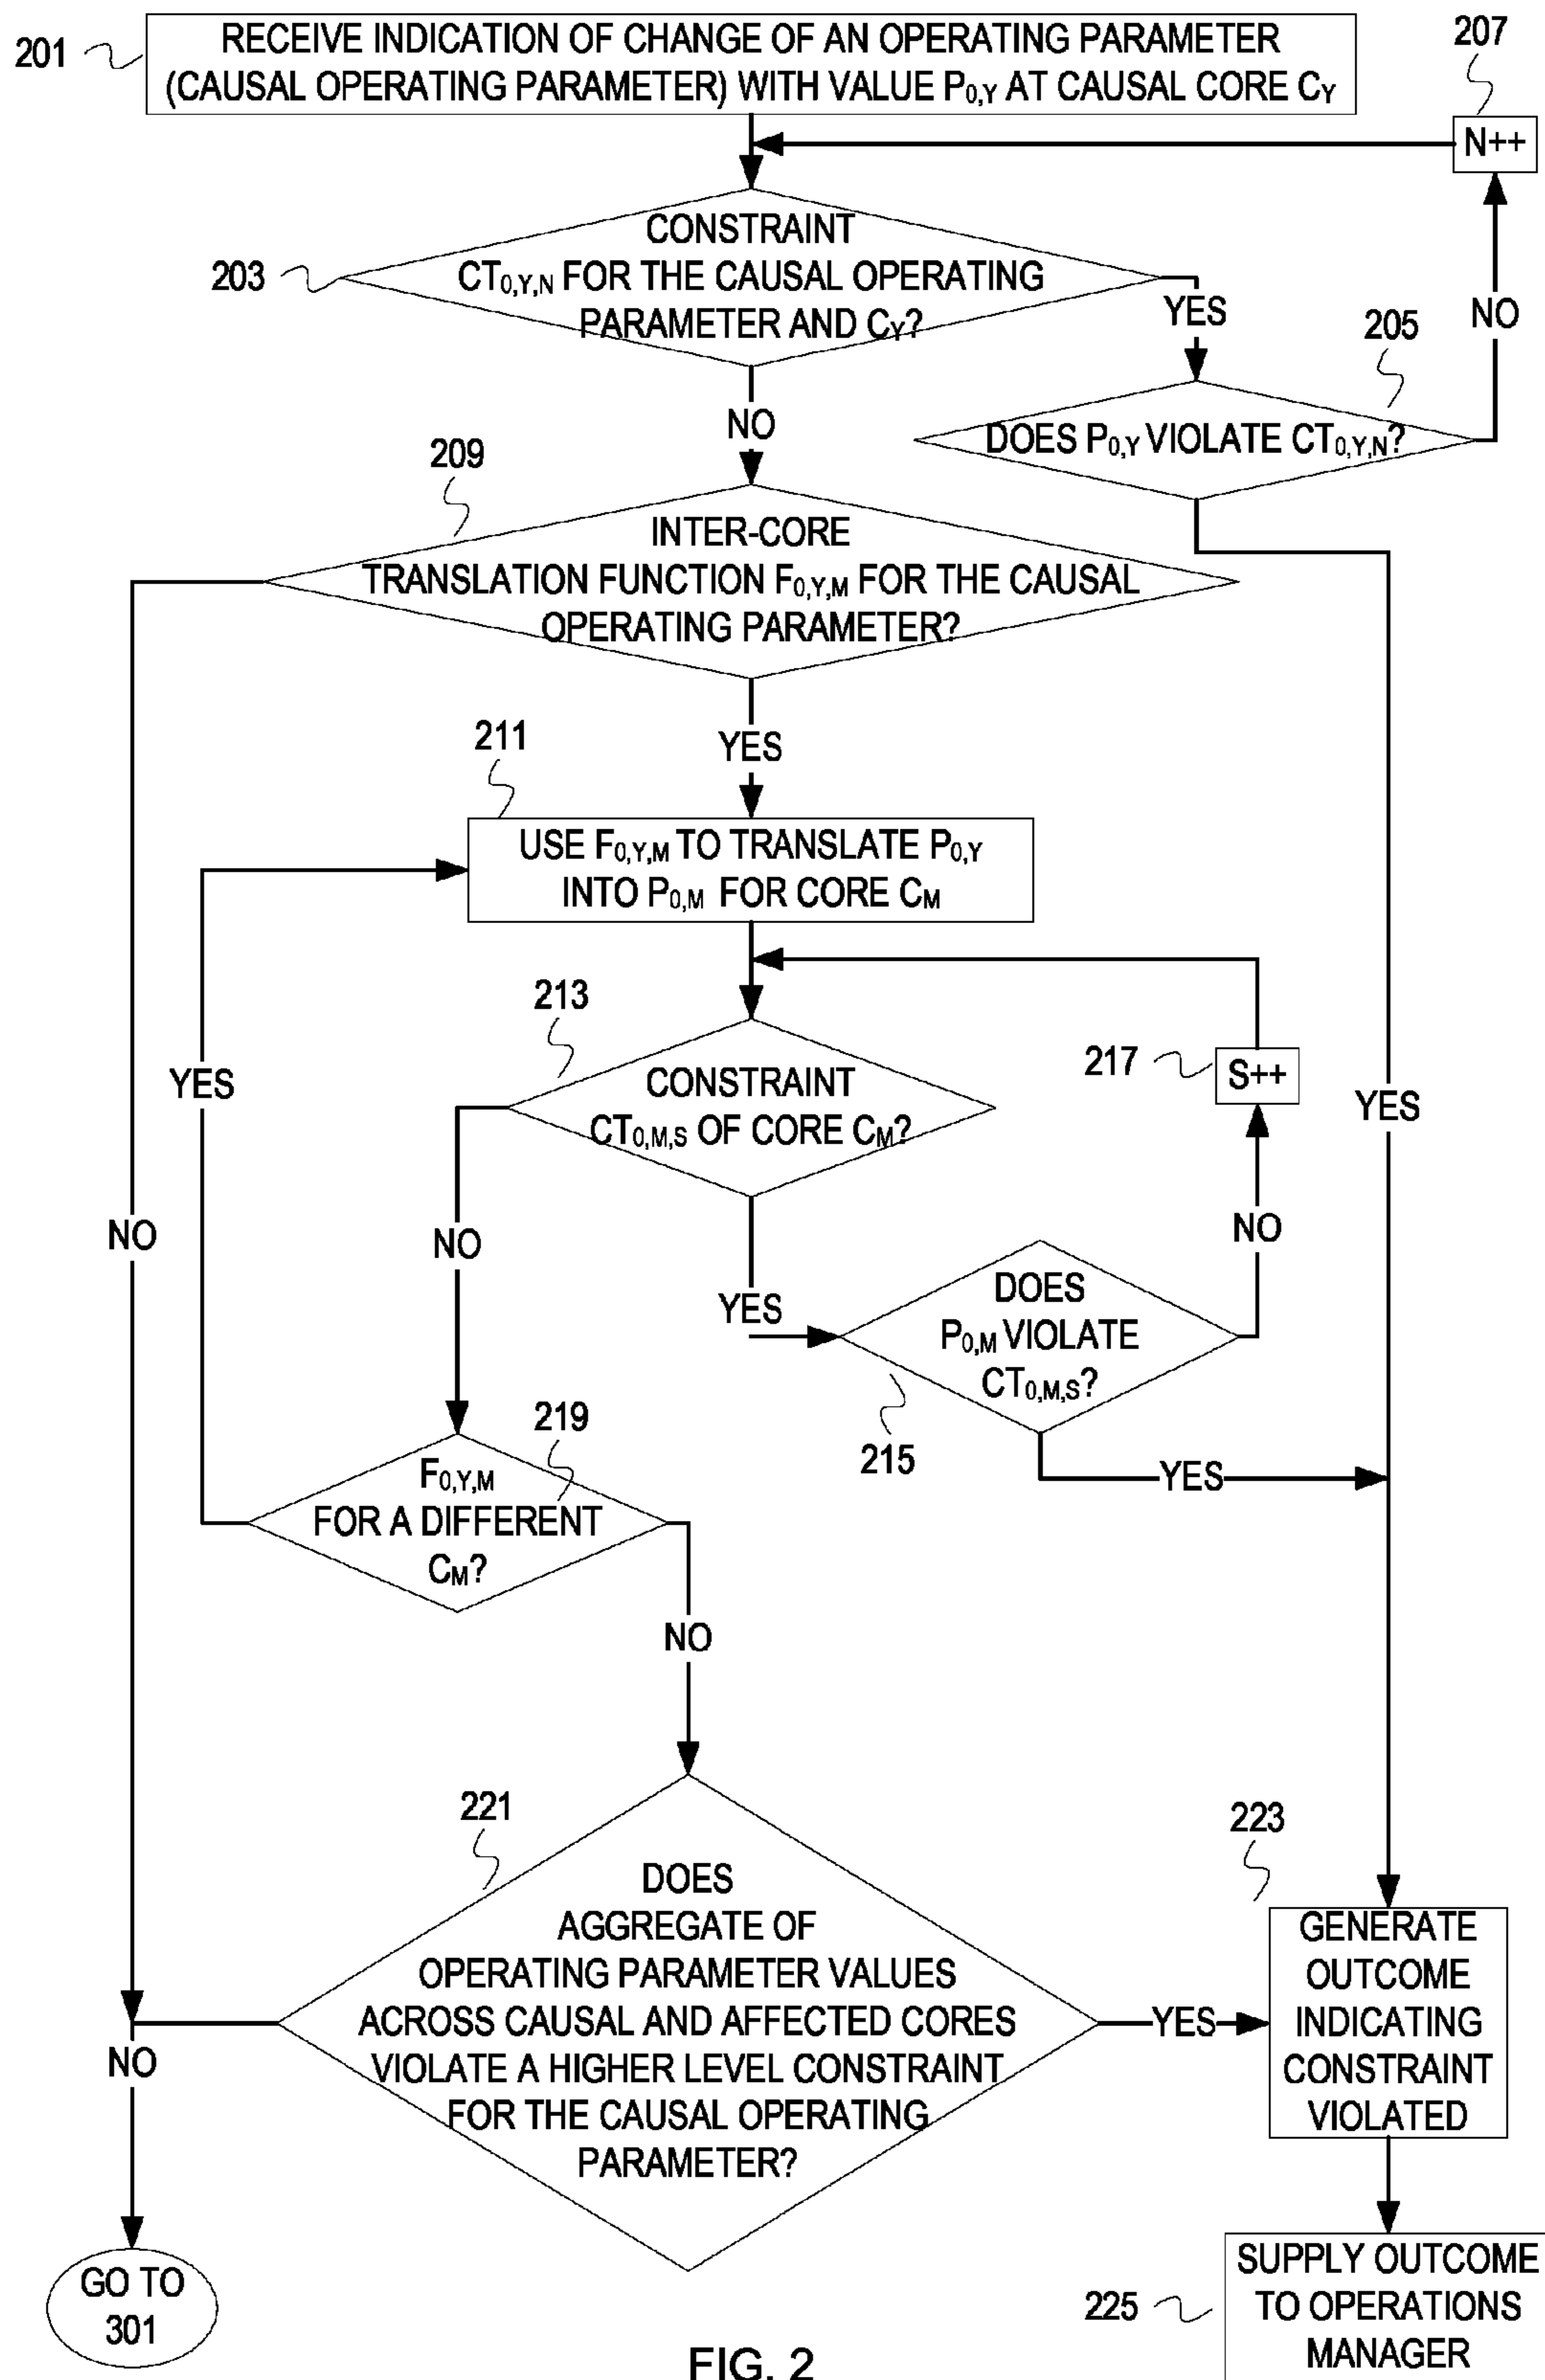 201
RECEIVE INDICATION OF CHANGE OF AN OPERATING PARAMETER
(CAUSAL OPERATING PARAMETER) WITH VALUE P0,Y AT CAUSAL CORE CY
207
N++
203
CONSTRAINT
CT0,Y,N FOR THE CAUSAL OPERATING
PARAMETER AND CY?
YES
NO
205
DOES P0,Y VIOLATE CT0,Y,N?
NO
209
INTER-CORE
TRANSLATION FUNCTION F0,Y,M FOR THE CAUSAL
OPERATING PARAMETER?
YES
211
USE F0,Y,M TO TRANSLATE P0,Y
INTO P0,M FOR CORE CM
213
CONSTRAINT
CT0,M,S OF CORE CM?
217
S++
YES
YES
NO
NO
YES
NO
DOES
P0,M VIOLATE
CT0,M,S?
215
YES
219
F0,Y,M
FOR A DIFFERENT
CM?
NO
221
DOES
AGGREGATE OF
OPERATING PARAMETER VALUES
ACROSS CAUSAL AND AFFECTED CORES
VIOLATE A HIGHER LEVEL CONSTRAINT
FOR THE CAUSAL OPERATING
PARAMETER?
YES
NO
223
GENERATE
OUTCOME
INDICATING
CONSTRAINT
VIOLATED
GO TO
301
225
SUPPLY OUTCOME
TO OPERATIONS
MANAGER
FIG. 2